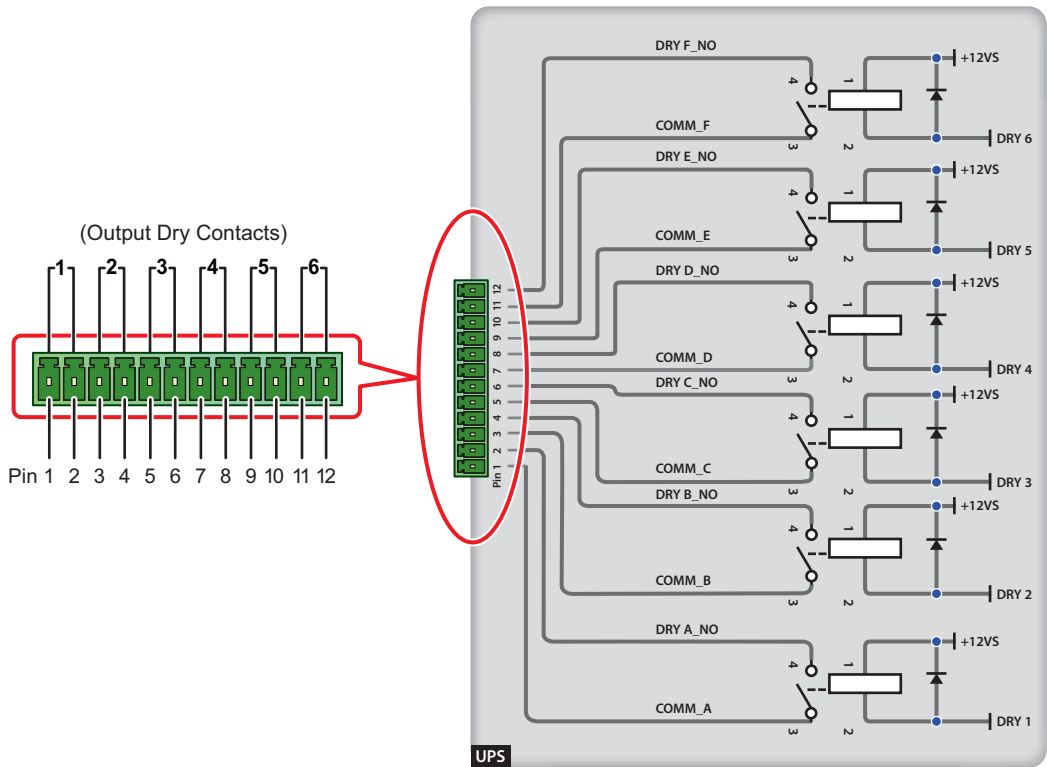 (Output Dry Contacts)
1 2 3 4 5 6
Pin 1 2 3 4 5 6 7 8 9 10 11 12
Pin 1 2 3 4 5 6 7 8 9 10 11 12
DRY F_NO
4 1
+12VS
COMM_F
3 2
DRY 6
DRY E_NO
4 1
+12VS
COMM_E
3 2
DRY 5
DRY D_NO
4 1
+12VS
COMM_D
3 2
DRY 4
DRY C_NO
4 1
+12VS
COMM_C
3 2
DRY 3
DRY B_NO
4 1
+12VS
COMM_B
3 2
DRY 2
DRY A_NO
4 1
+12VS
COMM_A
3 2
DRY 1
UPS